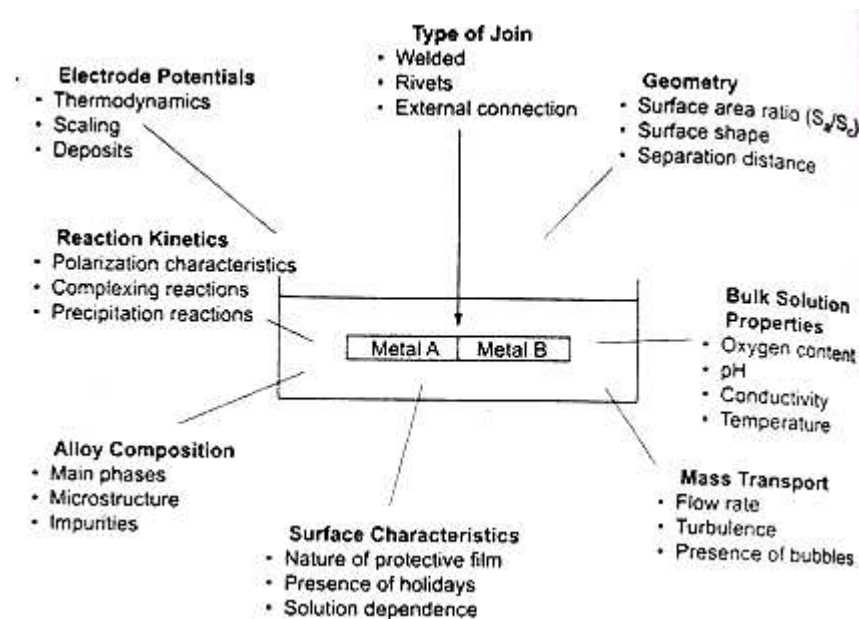 Type of Join
• Welded
• Rivets
• External connection
Electrode Potentials
• Thermodynamics
• Scaling
• Deposits
Geometry
• Surface area ratio (Sa/Sc)
• Surface shape
• Separation distance
Reaction Kinetics
• Polarization characteristics
• Complexing reactions
• Precipitation reactions
Metal A
Metal B
Bulk Solution
Properties
• Oxygen content
• pH
• Conductivity
• Temperature
Alloy Composition
• Main phases
• Microstructure
• Impurities
Surface Characteristics
• Nature of protective film
• Presence of holidays
• Solution dependence
Mass Transport
• Flow rate
• Turbulence
• Presence of bubbles